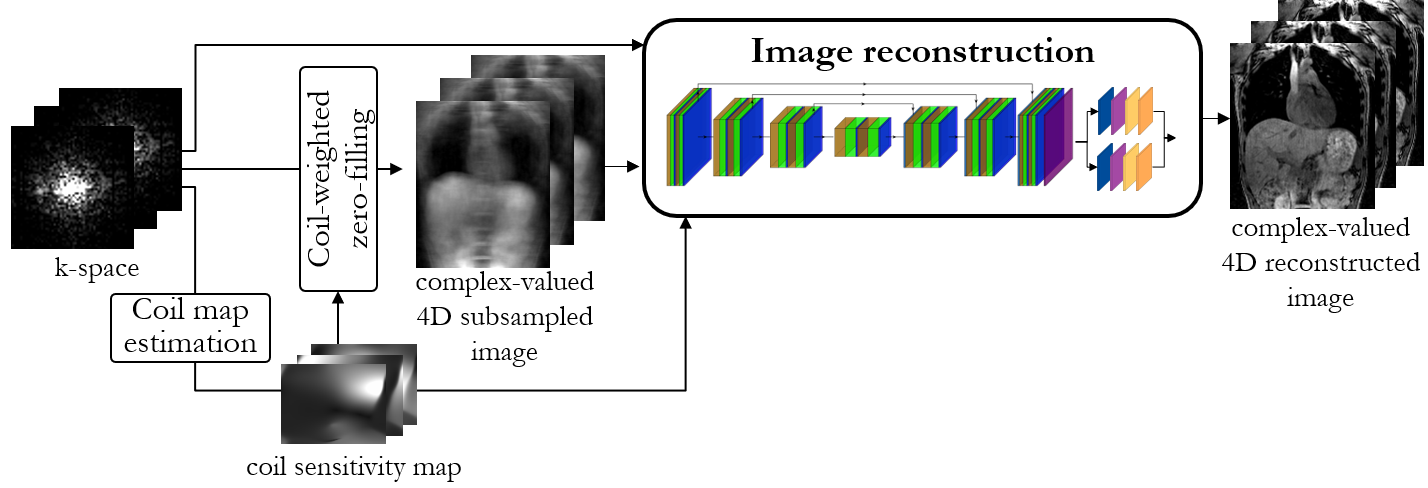 Image reconstruction
Coil-weighted
zero-filling
k-space
complex-valued
4D subsampled
image
complex-valued
4D reconstructed
image
Coil map
estimation
coil sensitivity map